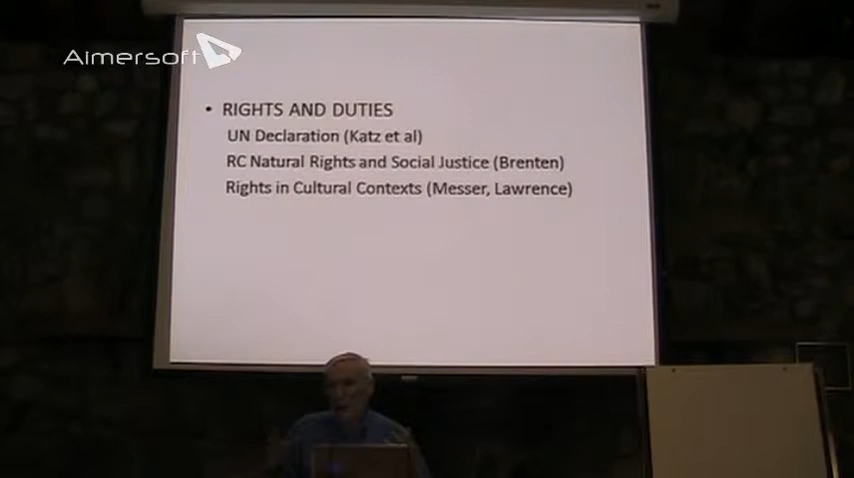 Aimersoft
• RIGHTS AND DUTIES
UN Declaration (Katz et al)
RC Natural Rights and Social Justice (Brenten)
Rights in Cultural Contexts (Messer, Lawrence)